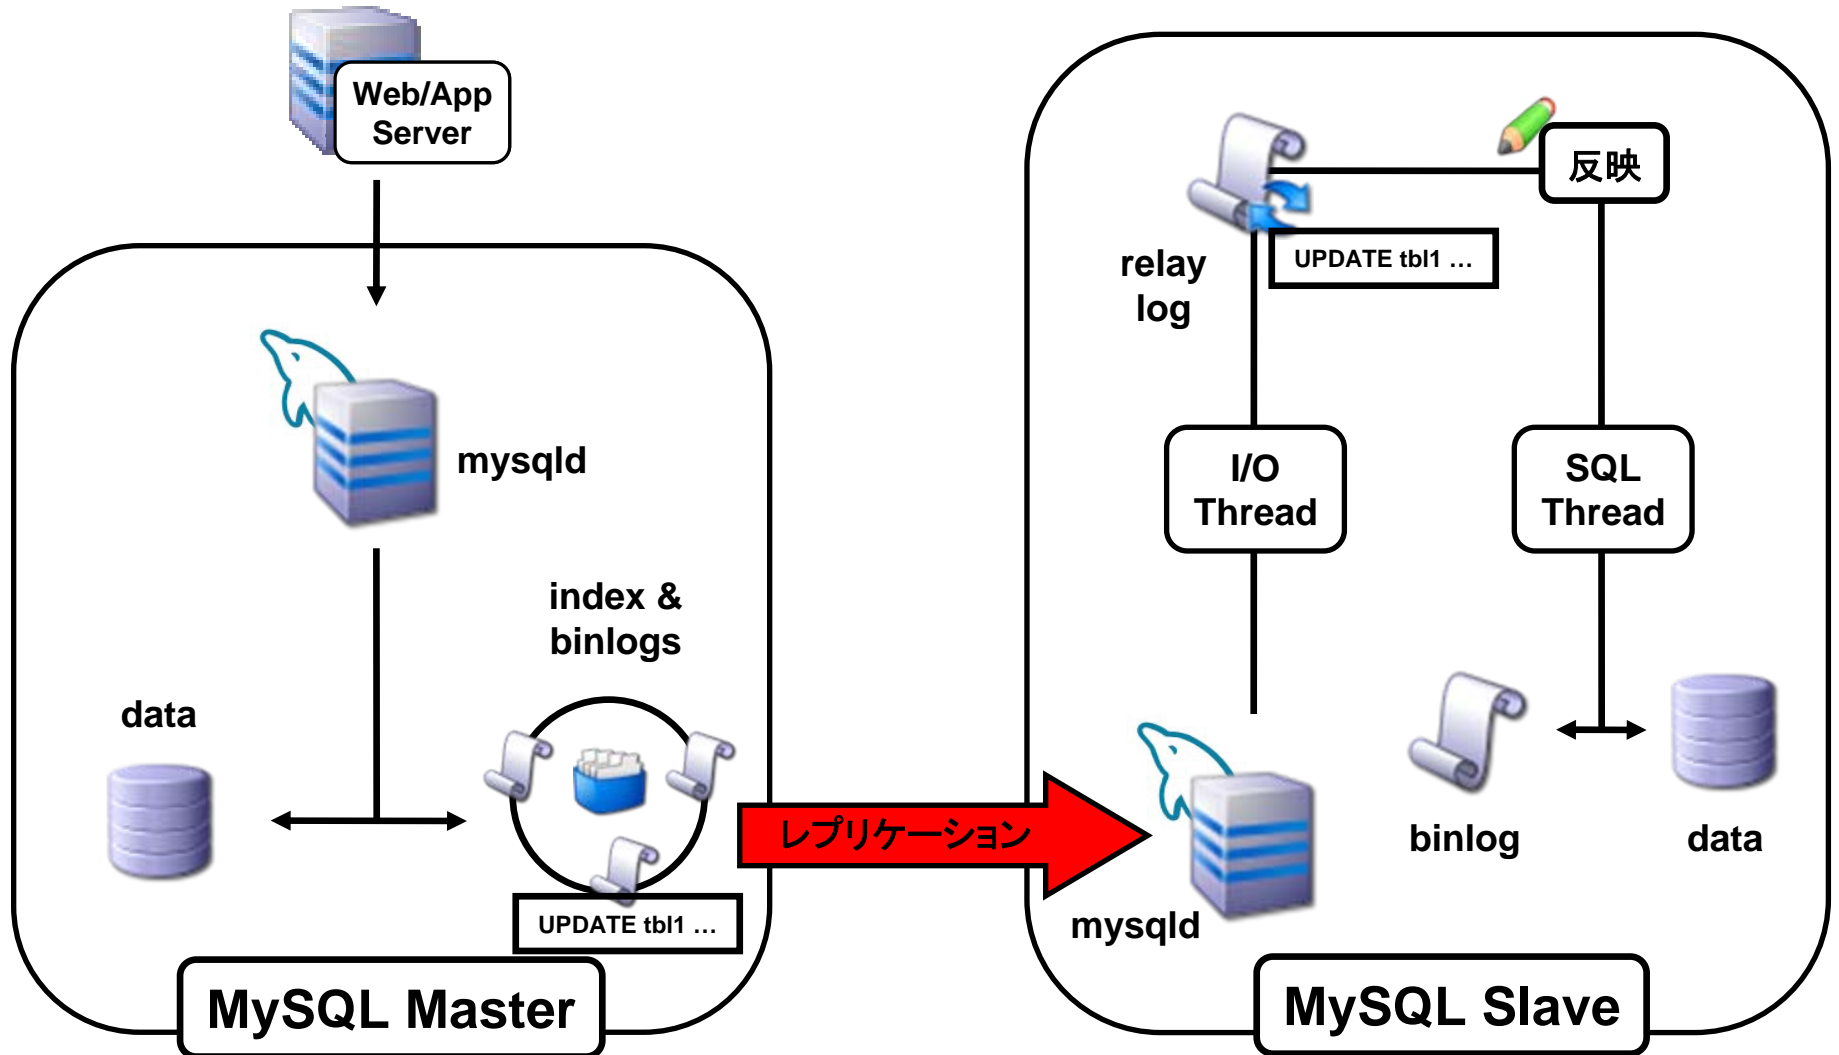 Web/App
Server
mysqld
index &
binlogs
data
UPDATE tbl1 …
MySQL Master
レプリケーション
反映
UPDATE tbl1 …
relay
log
I/O
Thread
SQL
Thread
mysqld
binlog
data
MySQL Slave